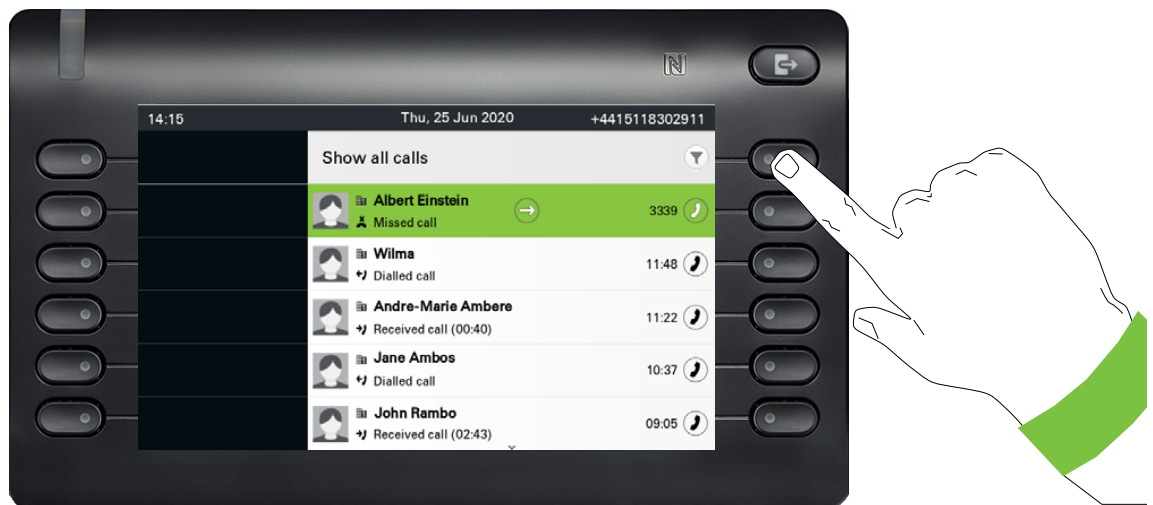 14:15 Thu, 25 Jun 2020 +4415118302911
Show all calls
Albert Einstein
Missed call
3339
Wilma
Dialled call
11:48
Andre-Marie Ambere
Received call (00:40)
11:22
Jane Ambos
Dialled call
10:37
John Rambo
Received call (02:43)
09:05